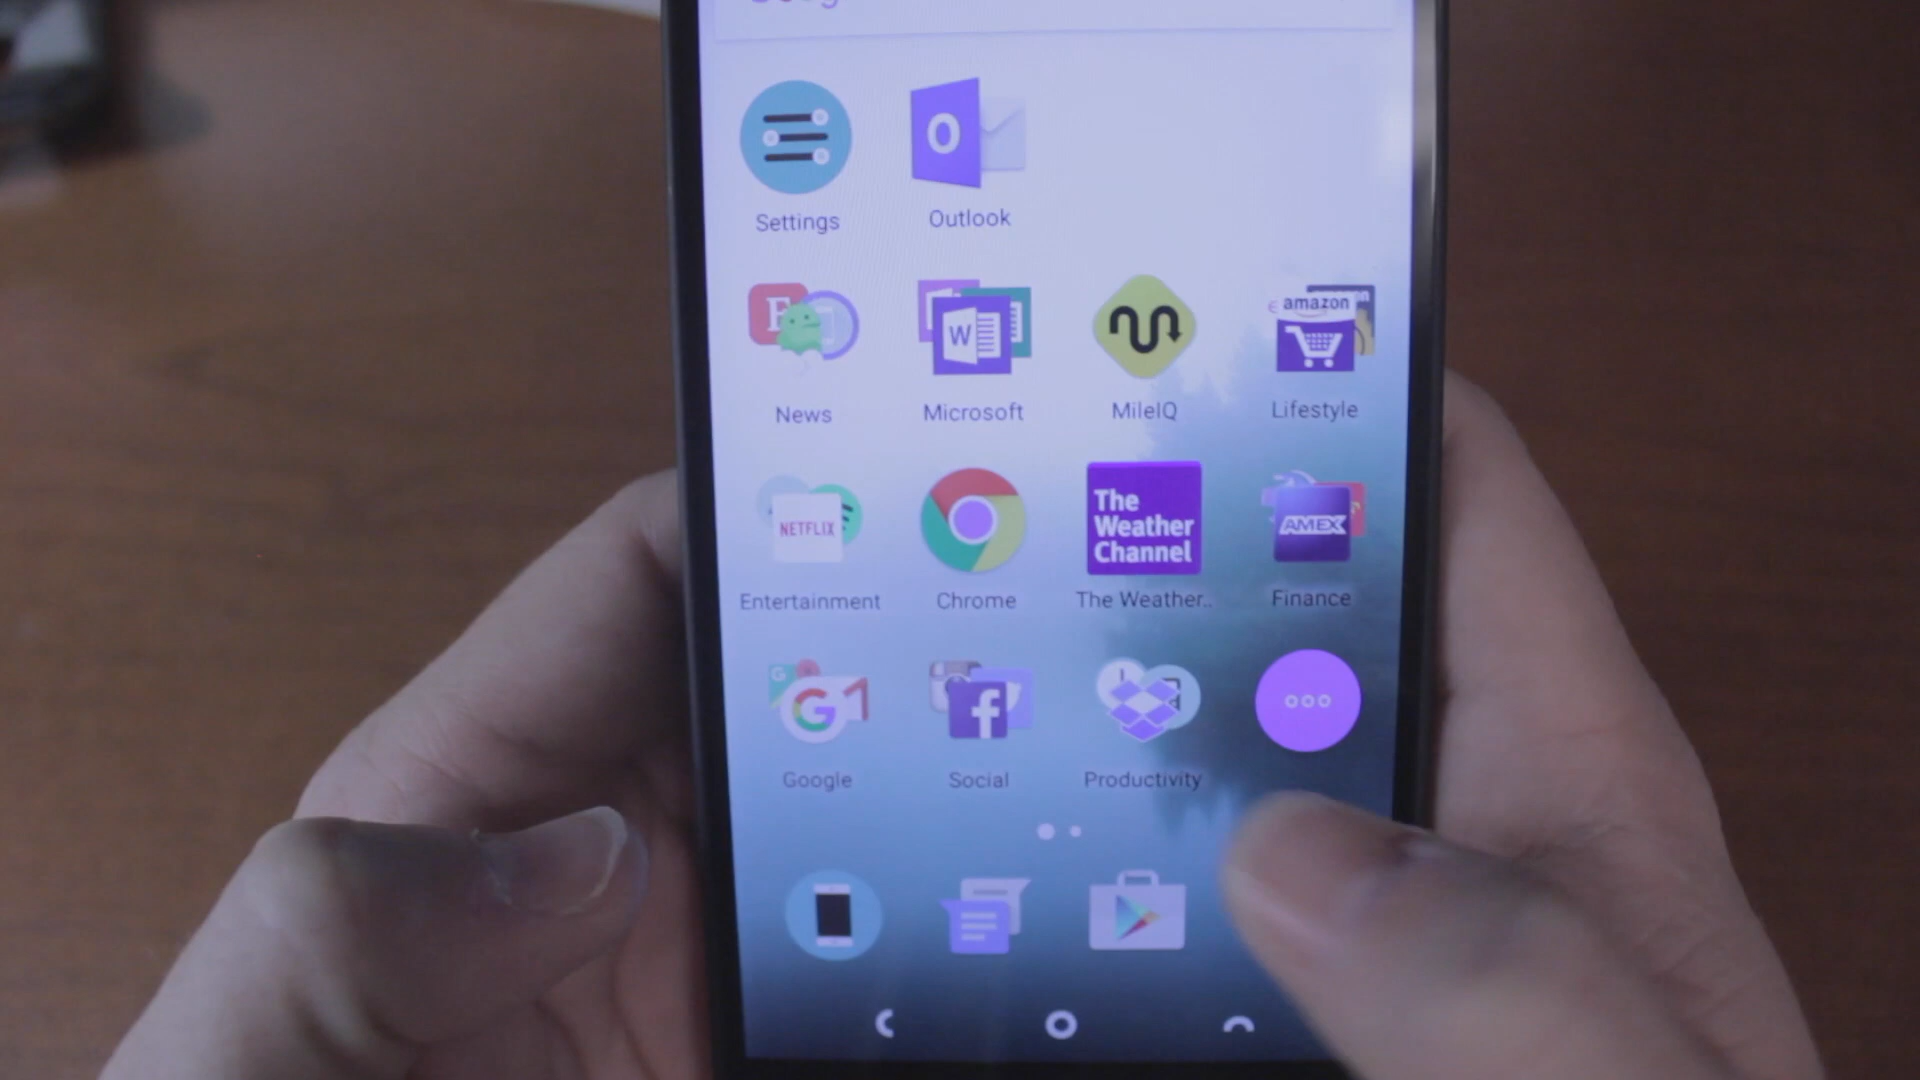 Settings
Outlook
News
Microsoft
MileIQ
Lifestyle
amazon
W
O
NETFLIX
The
Weather
Channel
AMEX
Entertainment
Chrome
The Weather..
Finance
G
f
Google
Social
Productivity